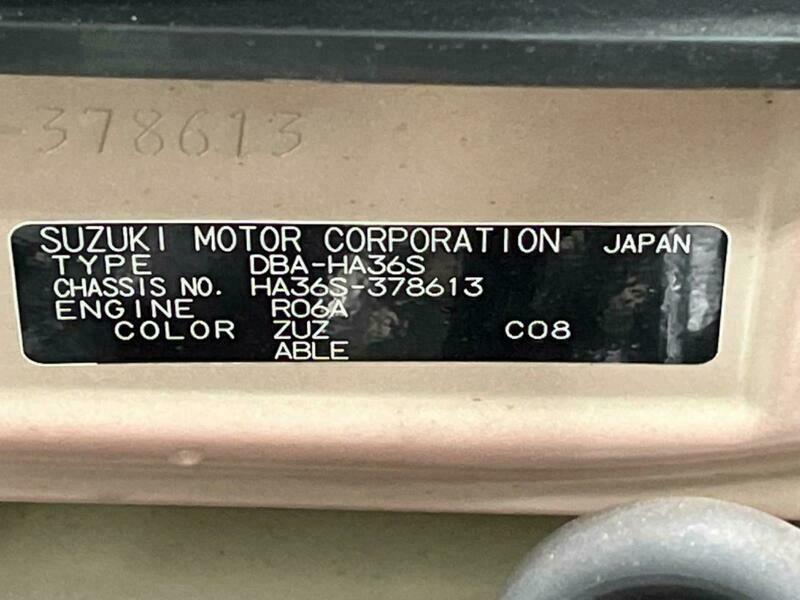 -378613
SUZUKI MOTOR CORPORATION JAPAN
TYPE DBA-HA36S
CHASSIS NO. HA36S-378613
ENGINE R06A
COLOR ZUZ C08
ABLE